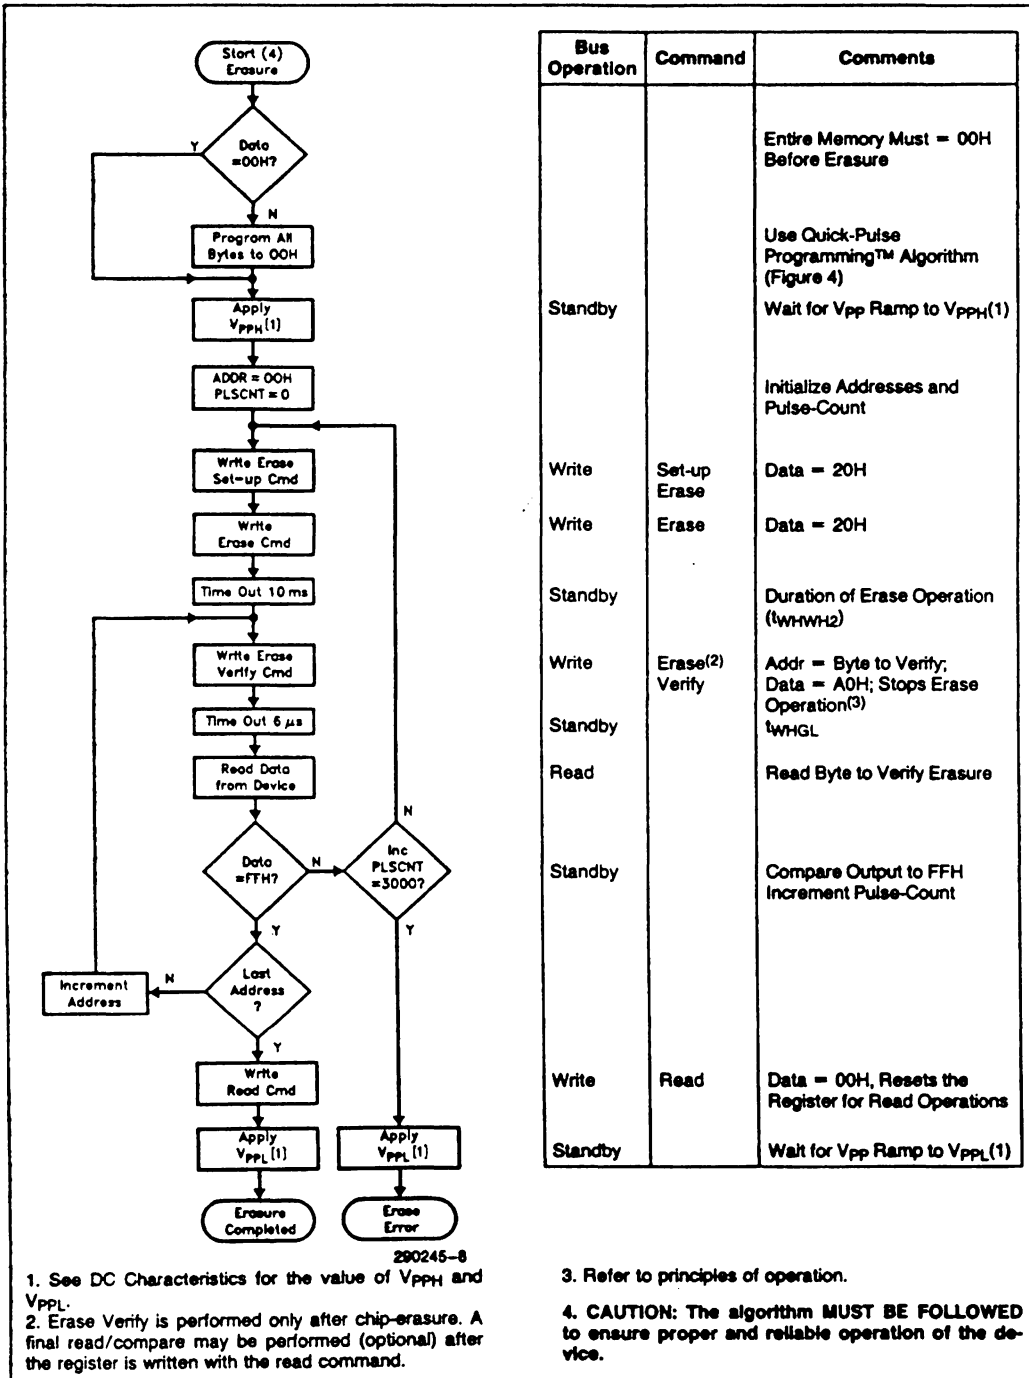 Start (4)
Erasure
Data
=00H?
Y
N
Program All
Bytes to 00H
Apply
VPPH(1)
ADDR = 00H
PLSCNT = 0
Write Erase
Set-up Cmd
Write
Erase Cmd
Time Out 10 ms
Write Erase
Verify Cmd
Time Out 6 μs
Read Data
from Device
Data
=FFH?
N
Y
Inc
PLSCNT
=3000?
N
Y
Last
Address
?
N
Y
Increment
Address
Write
Read Cmd
Apply
VPPL(1)
Apply
VPPL(1)
Erasure
Completed
Erase
Error
290245–8
Bus
Operation
Command
Comments
Entire Memory Must = 00H
Before Erasure
Use Quick-Pulse
Programming™ Algorithm
(Figure 4)
Standby
Wait for VPP Ramp to VPPH(1)
Initialize Addresses and
Pulse-Count
Write
Set-up
Erase
Data = 20H
Write
Erase
Data = 20H
Standby
Duration of Erase Operation
(tWHWH2)
Write
Erase(2)
Verify
Addr = Byte to Verify;
Data = A0H; Stops Erase
Operation(3)
Standby
tWHGL
Read
Read Byte to Verify Erasure
Standby
Compare Output to FFH
Increment Pulse-Count
Write
Read
Data = 00H, Resets the
Register for Read Operations
Standby
Wait for VPP Ramp to VPPL(1)
1. See DC Characteristics for the value of VPPH and
VPPL.
2. Erase Verify is performed only after chip-erasure. A
final read/compare may be performed (optional) after
the register is written with the read command.
3. Refer to principles of operation.
4. CAUTION: The algorithm MUST BE FOLLOWED
to ensure proper and reliable operation of the de-
vice.